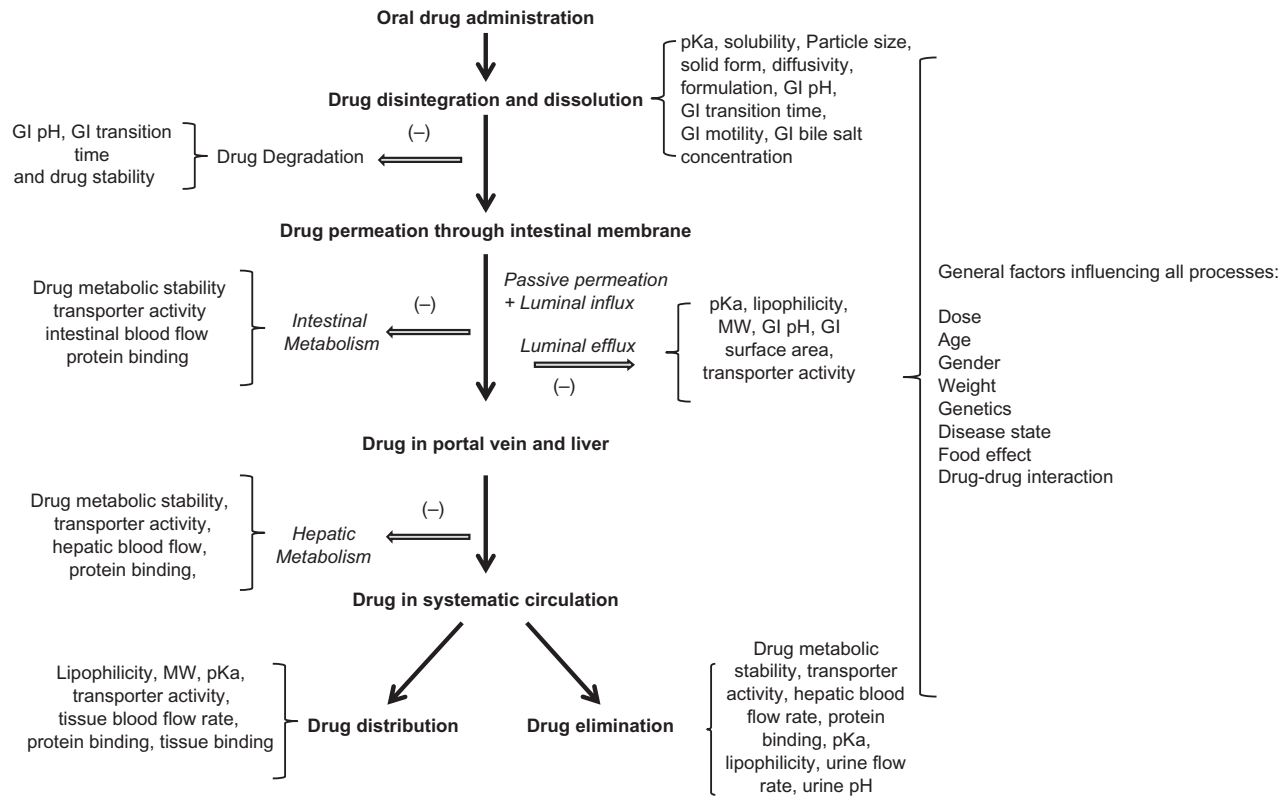 Oral drug administration
pKa, solubility, Particle size,
solid form, diffusivity,
formulation, GI pH,
GI transition time,
GI motility, GI bile salt
concentration
Drug disintegration and dissolution
(–)
GI pH, GI transition
time
and drug stability
Drug Degradation
Drug permeation through intestinal membrane
Drug metabolic stability
transporter activity
intestinal blood flow
protein binding
Intestinal
Metabolism
(–)
Passive permeation
+ Luminal influx
Luminal efflux
(–)
pKa, lipophilicity,
MW, GI pH, GI
surface area,
transporter activity
General factors influencing all processes:
Dose
Age
Gender
Weight
Genetics
Disease state
Food effect
Drug-drug interaction
Drug in portal vein and liver
Drug metabolic stability,
transporter activity,
hepatic blood flow,
protein binding,
Hepatic
Metabolism
(–)
Drug in systematic circulation
Lipophilicity, MW, pKa,
transporter activity,
tissue blood flow rate,
protein binding, tissue binding
Drug distribution
Drug elimination
Drug metabolic
stability, transporter
activity, hepatic blood
flow rate, protein
binding, pKa,
lipophilicity, urine flow
rate, urine pH